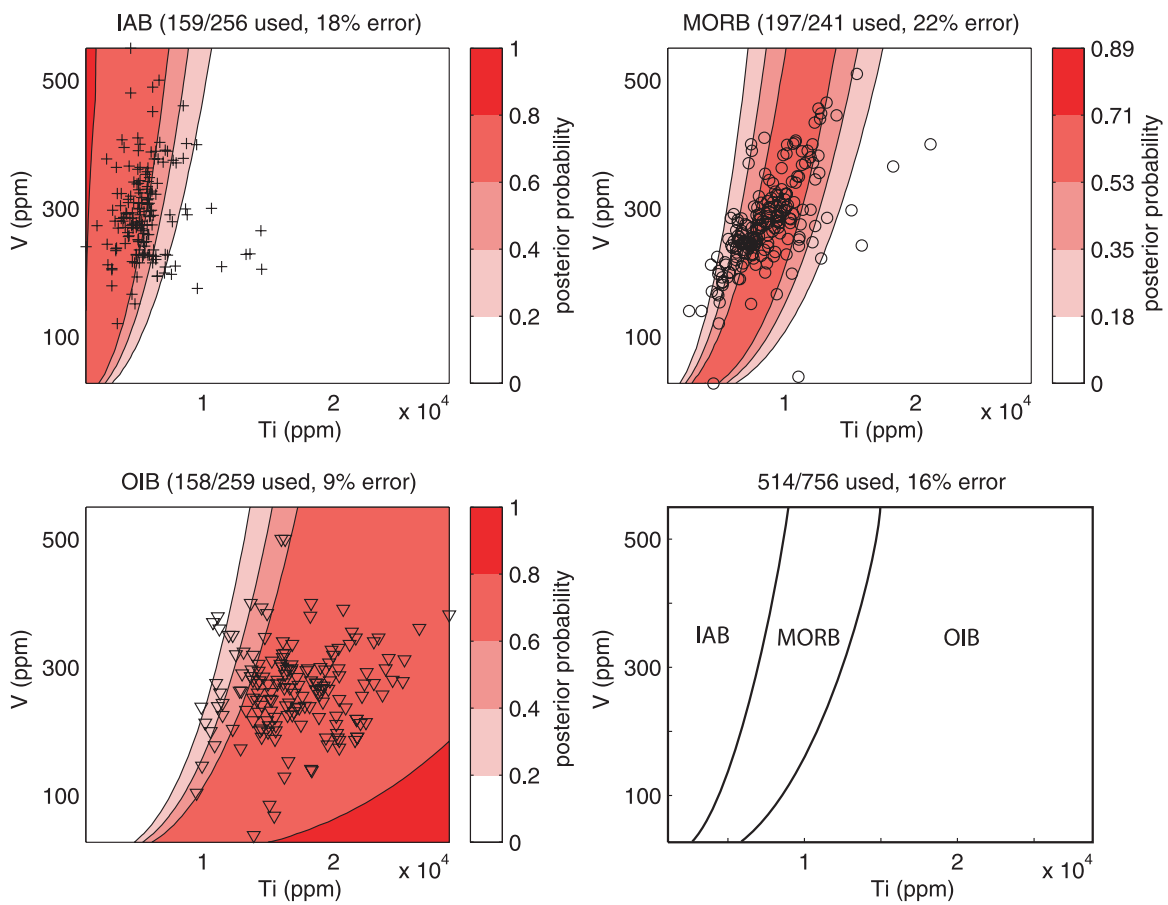 IAB (159/256 used, 18% error)
500
300
100
V (ppm)
1
2
x 10^4
Ti (ppm)
1
0.8
0.6
0.4
0.2
0
posterior probability
MORB (197/241 used, 22% error)
500
300
100
V (ppm)
1
2
x 10^4
Ti (ppm)
0.89
0.71
0.53
0.35
0.18
0
posterior probability
OIB (158/259 used, 9% error)
500
300
100
V (ppm)
1
2
x 10^4
Ti (ppm)
1
0.8
0.6
0.4
0.2
0
posterior probability
514/756 used, 16% error
500
300
100
V (ppm)
IAB
MORB
OIB
1
2
x 10^4
Ti (ppm)